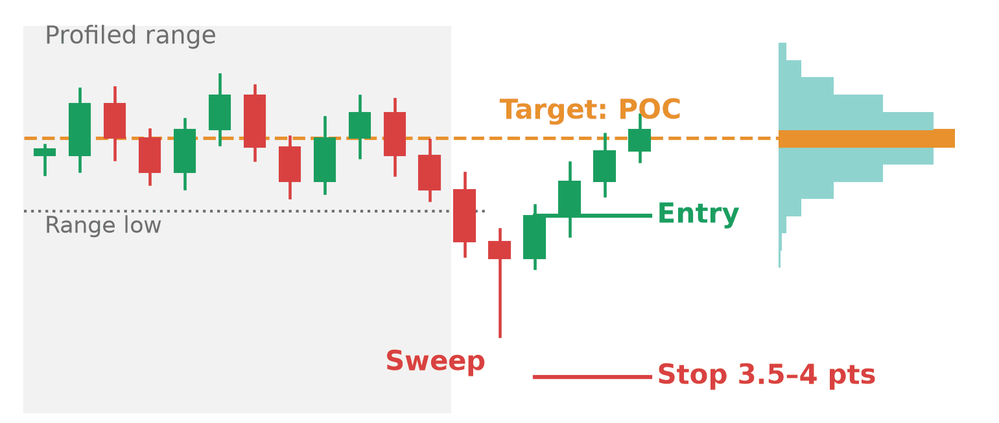 Profiled range
Target: POC
Range low
Entry
Sweep
Stop 3.5–4 pts